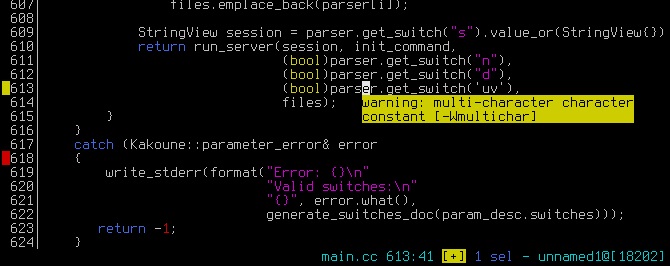 607 files.emplace_back(parser[i]);
608
609 StringView session = parser.get_switch("s").value_or(StringView{})
610 return run_server(session, init_command,
611 (bool)parser.get_switch("n"),
612 (bool)parser.get_switch("d"),
613 (bool)parser.get_switch('uv'),
614 files); warning: multi-character character
615 } constant [-Wmultichar]
616 }
617 catch (Kakoune::parameter_error& error
618 {
619 write_stderr(format("Error: {}\n"
620 "Valid switches:\n"
621 "{}", error.what(),
622 generate_switches_doc(param_desc.switches)));
623 return -1;
624 }
main.cc 613:41 [+] 1 sel - unnamed1@[18202]